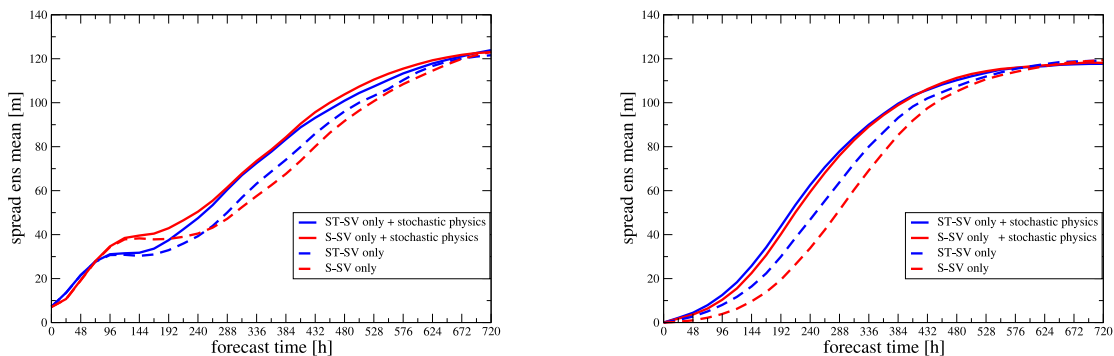 140
120
100
80
60
40
20
0
spread ens mean [m]
ST-SV only + stochastic physics
S-SV only + stochastic physics
ST-SV only
S-SV only
0 48 96 144 192 240 288 336 384 432 480 528 576 624 672 720
forecast time [h]
140
120
100
80
60
40
20
0
spread ens mean [m]
ST-SV only + stochastic physics
S-SV only + stochastic physics
ST-SV only
S-SV only
0 48 96 144 192 240 288 336 384 432 480 528 576 624 672 720
forecast time [h]